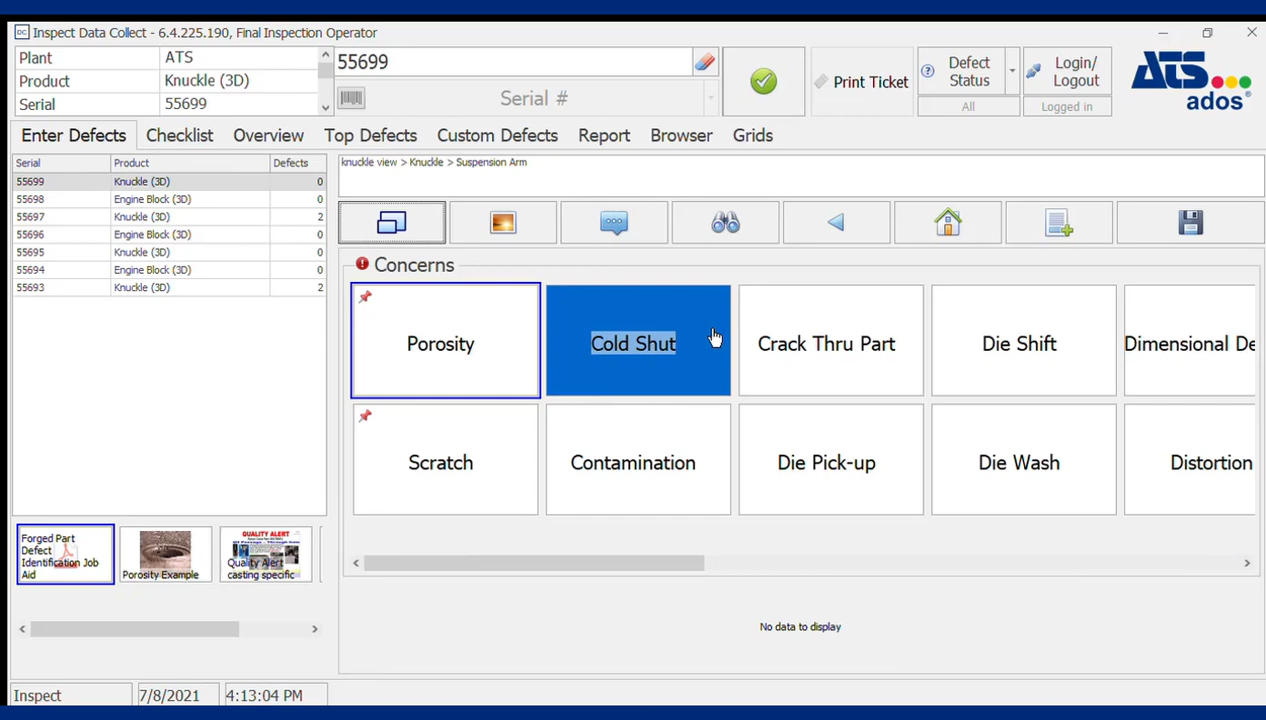 DC Inspect Data Collect - 6.4.225.190, Final Inspection Operator
Plant ATS
Product Knuckle (3D)
Serial 55699
55699
Serial #
Print Ticket
Defect
Status
All
Login/
Logout
Logged in
ATS
ados®
Enter Defects Checklist Overview Top Defects Custom Defects Report Browser Grids
Serial Product Defects
55699 Knuckle (3D) 0
55698 Engine Block (3D) 0
55697 Knuckle (3D) 2
55696 Engine Block (3D) 0
55695 Knuckle (3D) 0
55694 Engine Block (3D) 0
55693 Knuckle (3D) 2
knuckle view > Knuckle > Suspension Arm
Concerns
Porosity Cold Shut Crack Thru Part Die Shift Dimensional De
Scratch Contamination Die Pick-up Die Wash Distortion
No data to display
Forged Part
Defect
Identification Job
Aid
Porosity Example
QUALITY ALERT
Quality Alert
casting specific
Inspect 7/8/2021 4:13:04 PM